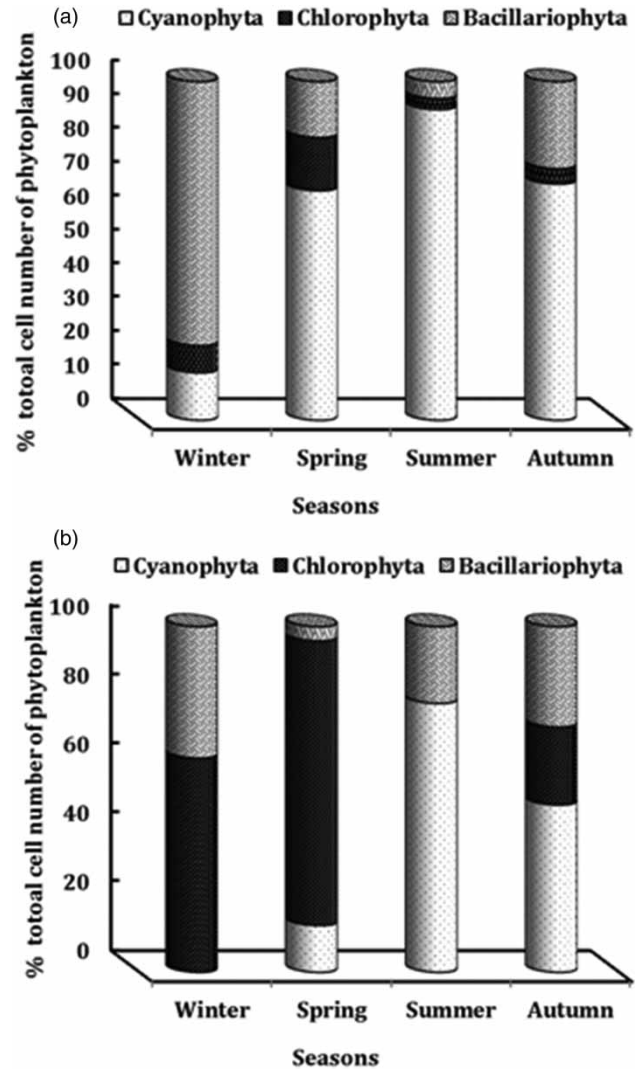 (a)
Cyanophyta Chlorophyta Bacillariophyta
100
90
80
70
60
50
40
30
20
10
0
% totoal cell number of phytoplankton
Winter Spring Summer Autumn
Seasons
(b)
Cyanophyta Chlorophyta Bacillariophyta
100
80
60
40
20
0
% totoal cell number of phytoplankton
Winter Spring Summer Autumn
Seasons